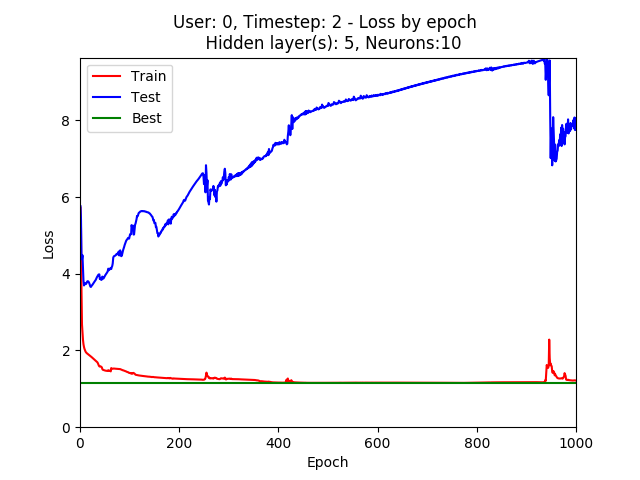 User: 0, Timestep: 2 - Loss by epoch
Hidden layer(s): 5, Neurons:10
Train
Test
Best
Loss
8
6
4
2
0
0 200 400 600 800 1000
Epoch